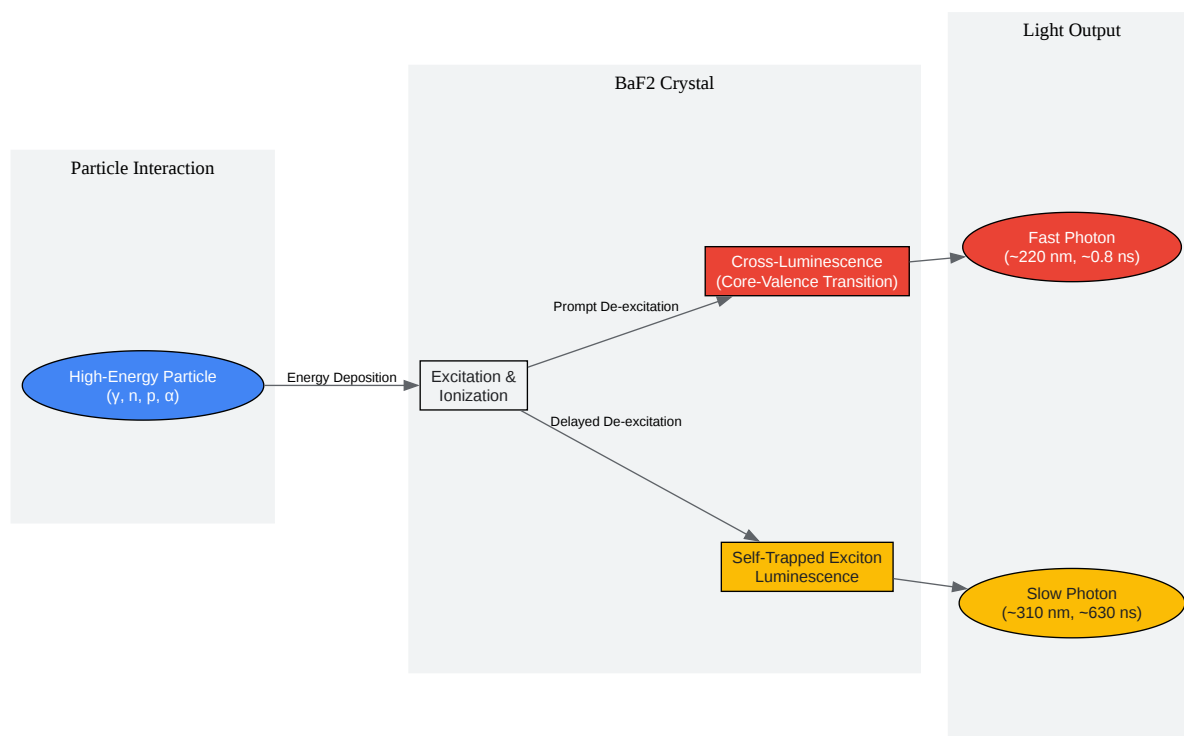 Particle Interaction
High-Energy Particle
(γ, n, p, α)
Energy Deposition
BaF2 Crystal
Excitation &
Ionization
Prompt De-excitation
Delayed De-excitation
Cross-Luminescence
(Core-Valence Transition)
Self-Trapped Exciton
Luminescence
Light Output
Fast Photon
(~220 nm, ~0.8 ns)
Slow Photon
(~310 nm, ~630 ns)